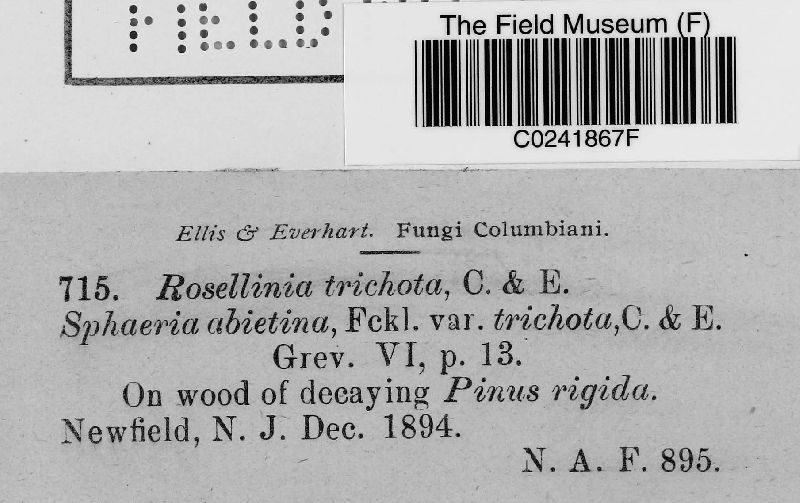 FIELD
The Field Museum (F)
C0241867F
Ellis & Everhart. Fungi Columbiani.
715. Rosellinia trichota, C. & E.
Sphaeria abietina, Fckl. var. trichota, C. & E.
Grev. VI, p. 13.
On wood of decaying Pinus rigida.
Newfield, N. J. Dec. 1894.
N. A. F. 895.